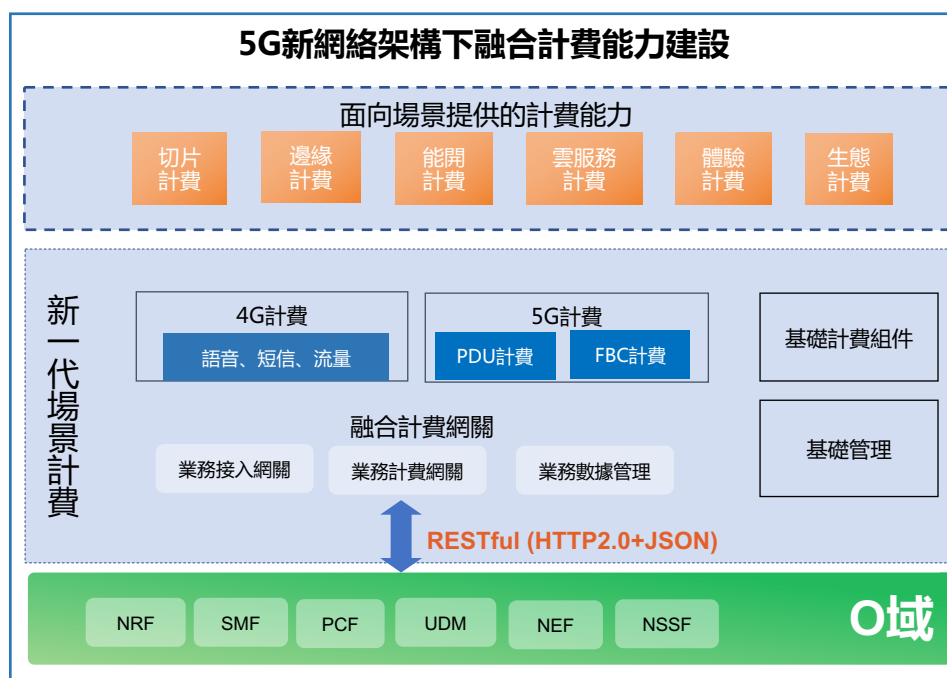 5G新網絡架構下融合計費能力建設
面向場景提供的計費能力
切片
計費
邊緣
計費
能開
計費
雲服務
計費
體驗
計費
生態
計費
新一代場景計費
4G計費
語音、短信、流量
5G計費
PDU計費
FBC計費
基礎計費組件
融合計費網關
業務接入網關
業務計費網關
業務數據管理
基礎管理
RESTful (HTTP2.0+JSON)
NRF
SMF
PCF
UDM
NEF
NSSF
O域